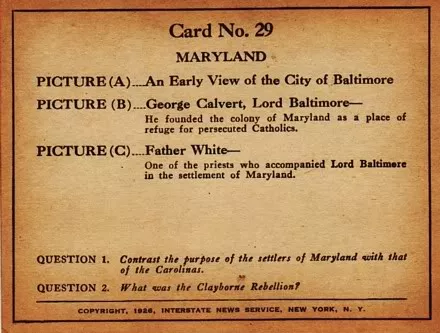 Card No. 29
MARYLAND
PICTURE (A)....An Early View of the City of Baltimore
PICTURE (B)....George Calvert, Lord Baltimore—
He founded the colony of Maryland as a place of
refuge for persecuted Catholics.
PICTURE (C)....Father White—
One of the priests who accompanied Lord Baltimore
in the settlement of Maryland.
QUESTION 1. Contrast the purpose of the settlers of Maryland with that
of the Carolinas.
QUESTION 2. What was the Clayborne Rebellion?
COPYRIGHT, 1926, INTERSTATE NEWS SERVICE, NEW YORK, N. Y.